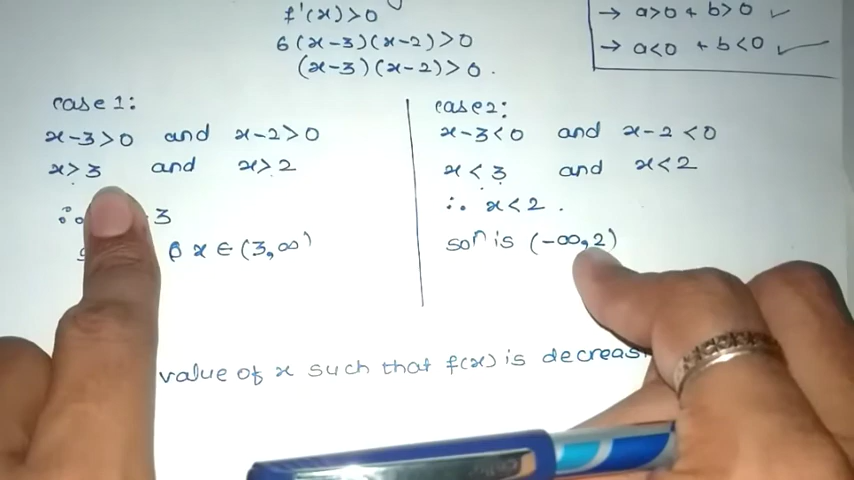 f'(x)>0
6(x-3)(x-2)>0
(x-3)(x-2)>0.
→ a>0 + b>0 ✓
→ a<0 + b<0 ✓
case 1:
x-3>0 and x-2>0
x>3 and x>2
∴ 3
x ∈ (3,∞)
case 2:
x-3<0 and x-2<0
x<3 and x<2
∴ x<2.
soⁿ is (-∞,2)
value of x such that f(x) is decreas